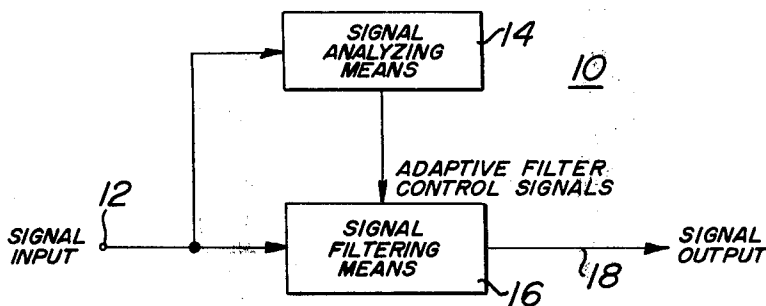 SIGNAL
ANALYZING
MEANS
14
10
ADAPTIVE FILTER
CONTROL SIGNALS
12
SIGNAL
INPUT
SIGNAL
FILTERING
MEANS
16
18
SIGNAL
OUTPUT